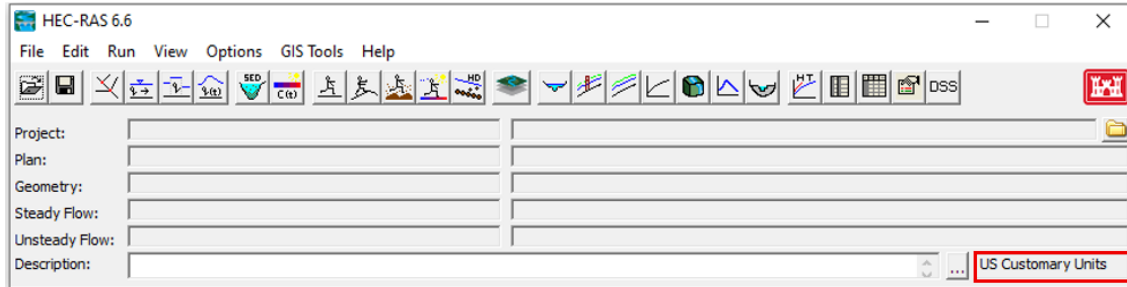 HEC-RAS 6.6
File Edit Run View Options GIS Tools Help
SED C(t) HD HT DSS
Project:
Plan:
Geometry:
Steady Flow:
Unsteady Flow:
Description: ... US Customary Units